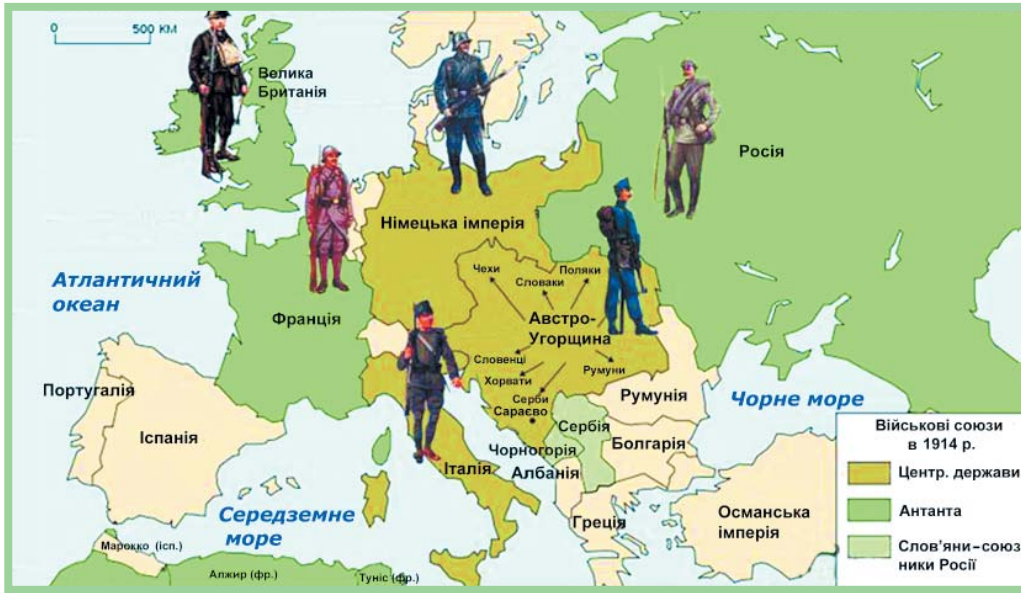 0
500 КМ
Велика
Британія
Росія
Німецька імперія
Чехи
Словаки
Поляки
Атлантичний
океан
Франція
Австро-
Угорщина
Словенці
Хорвати
Румуни
Серби
Сараєво
Португалія
Іспанія
Румунія
Чорне море
Сербія
Болгарія
Чорногорія
Італія
Албанія
Середземне
море
Греція
Османська
імперія
Марокко (ісп.)
Алжир (фр.)
Туніс (фр.)
Військові союзи
в 1914 р.
Центр. держави
Антанта
Слов’яни–союз
ники Росії